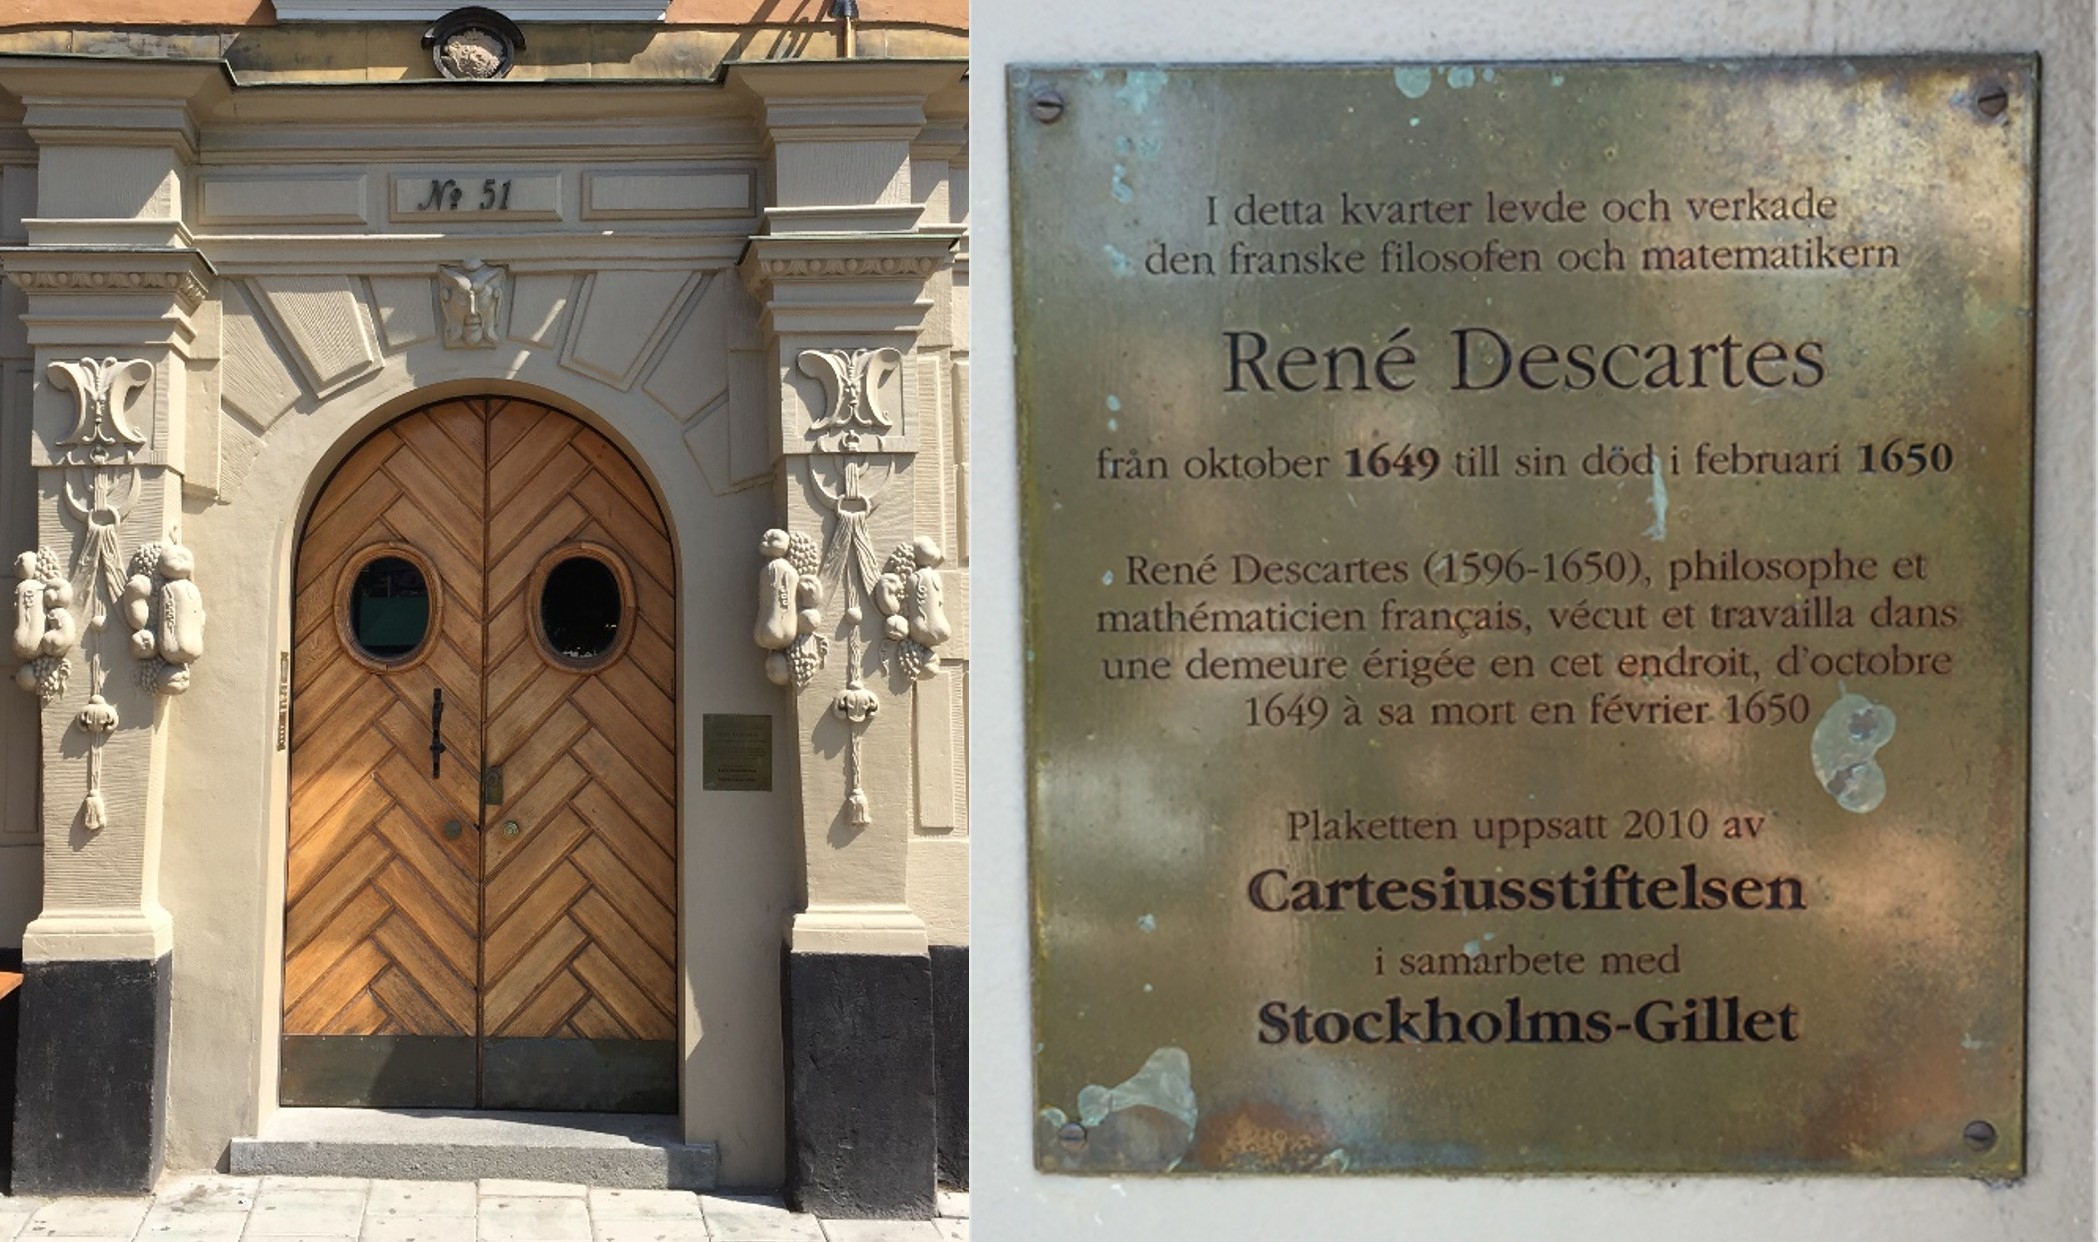 Nº 51
I detta kvarter levde och verkade
den franske filosofen och matematikern
René Descartes
från oktober 1649 till sin död i februari 1650
René Descartes (1596-1650), philosophe et
mathématicien français, vécut et travailla dans
une demeure érigée en cet endroit, d'octobre
1649 à sa mort en février 1650
Plaketten uppsatt 2010 av
Cartesiusstiftelsen
i samarbete med
Stockholms-Gillet